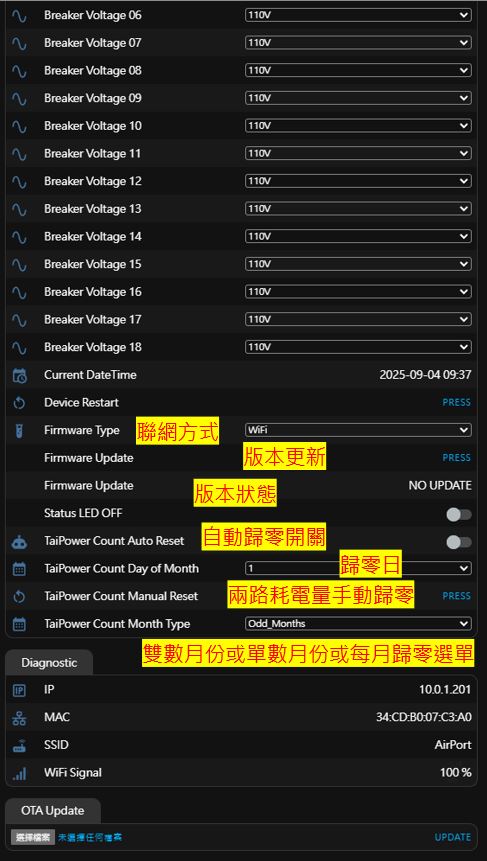 Breaker Voltage 06 110V
Breaker Voltage 07 110V
Breaker Voltage 08 110V
Breaker Voltage 09 110V
Breaker Voltage 10 110V
Breaker Voltage 11 110V
Breaker Voltage 12 110V
Breaker Voltage 13 110V
Breaker Voltage 14 110V
Breaker Voltage 15 110V
Breaker Voltage 16 110V
Breaker Voltage 17 110V
Breaker Voltage 18 110V
Current DateTime 2025-09-04 09:37
Device Restart PRESS
Firmware Type 聯網方式 WiFi
Firmware Update 版本更新 PRESS
Firmware Update 版本狀態 NO UPDATE
Status LED OFF
TaiPower Count Auto Reset 自動歸零開關
TaiPower Count Day of Month 1 歸零日
TaiPower Count Manual Reset 兩路耗電量手動歸零 PRESS
TaiPower Count Month Type Odd_Months
雙數月份或單數月份或每月歸零選單
Diagnostic
IP 10.0.1.201
MAC 34:CD:B0:07:C3:A0
SSID AirPort
WiFi Signal 100 %
OTA Update
選擇檔案 未選擇任何檔案 UPDATE